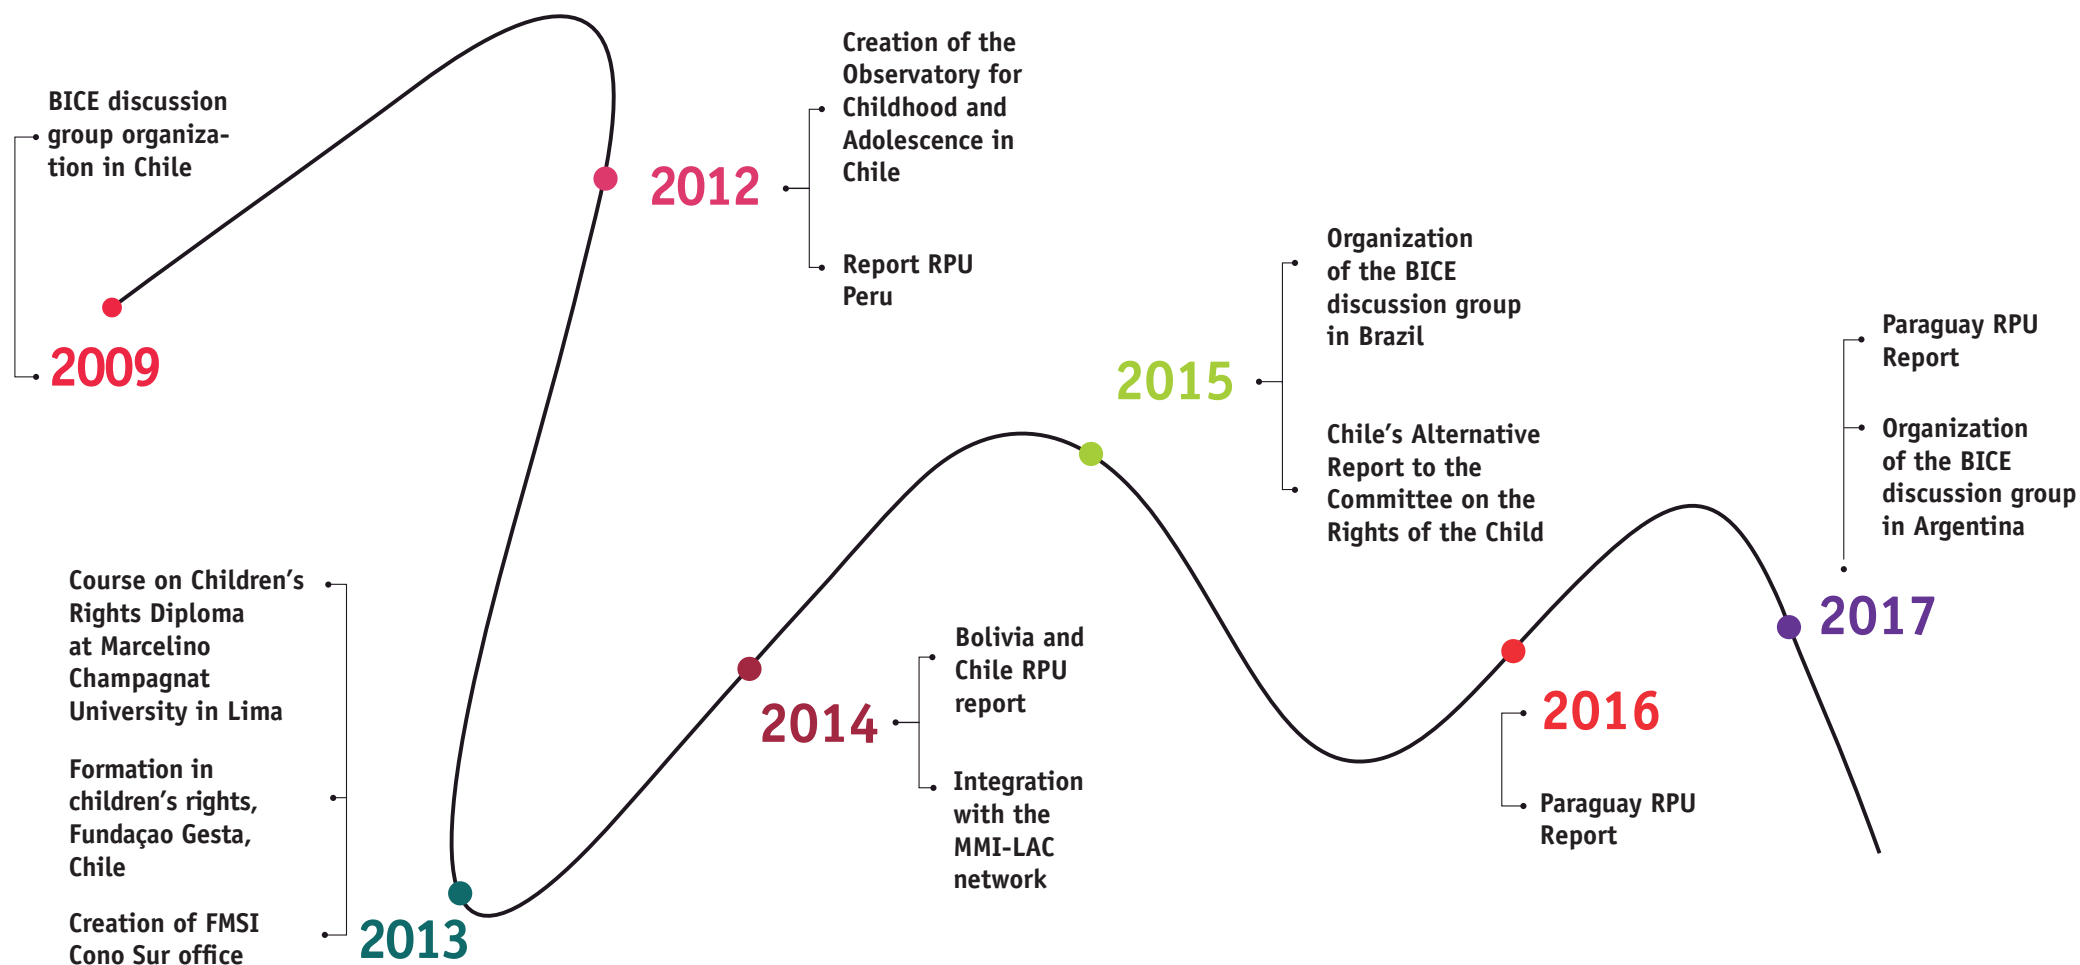 BICE discussion
group organiza-
tion in Chile
2009
2012
Creation of the
Observatory for
Childhood and
Adolescence in
Chile
Report RPU
Peru
Course on Children’s
Rights Diploma
at Marcelino
Champagnat
University in Lima
Formation in
children’s rights,
Fundaçao Gesta,
Chile
Creation of FMSI
Cono Sur office
2013
2014
Bolivia and
Chile RPU
report
Integration
with the
MMI-LAC
network
2015
Organization
of the BICE
discussion group
in Brazil
Chile’s Alternative
Report to the
Committee on the
Rights of the Child
2016
Paraguay RPU
Report
Paraguay RPU
Report
Organization
of the BICE
discussion group
in Argentina
2017